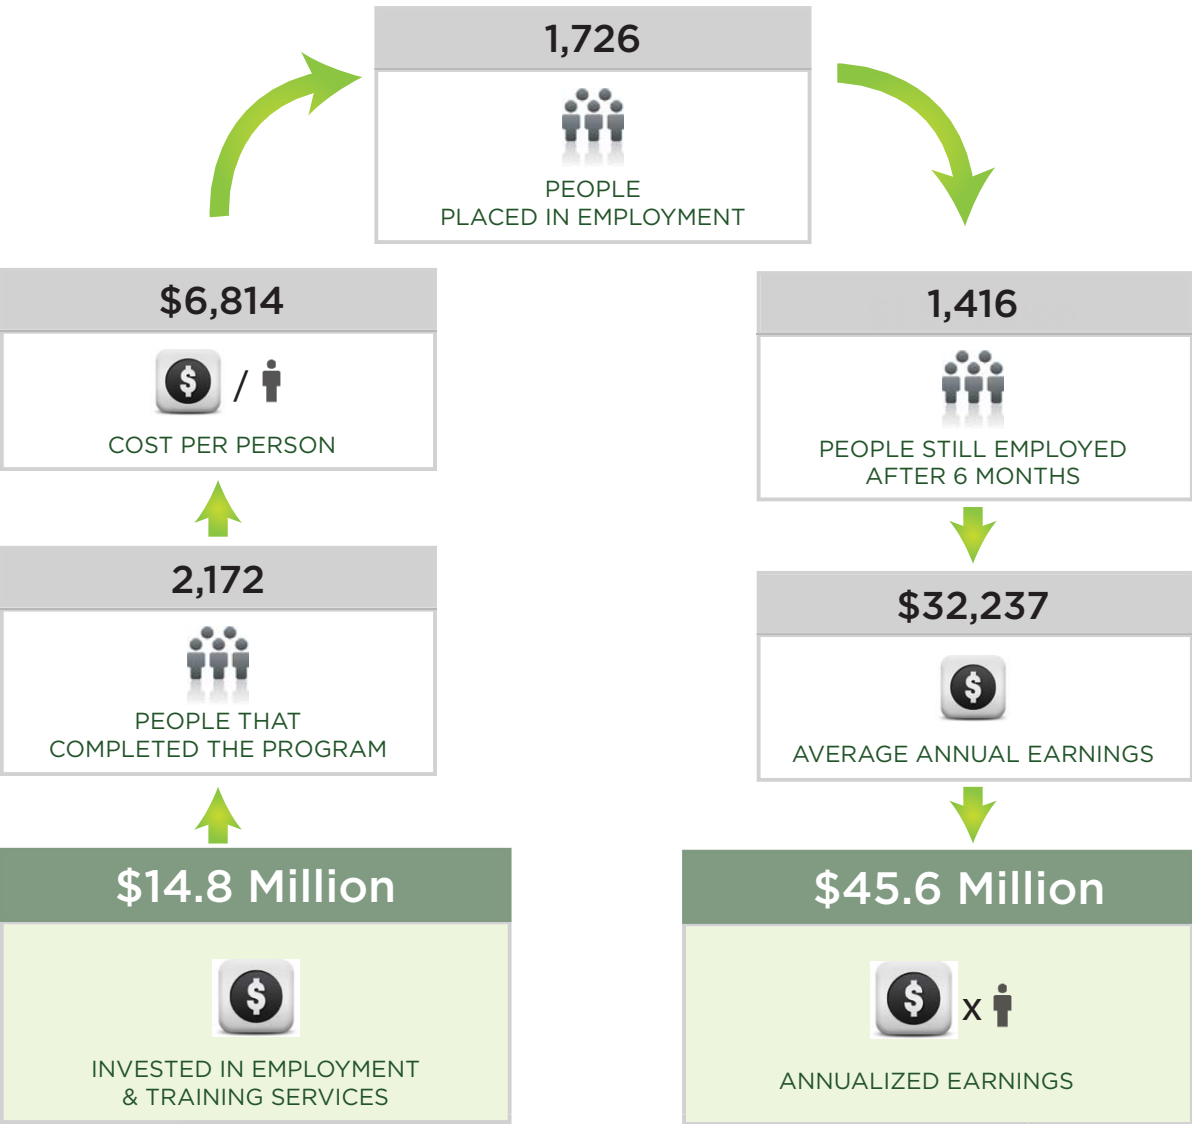 $14.8 Million
$
INVESTED IN EMPLOYMENT
& TRAINING SERVICES
2,172
PEOPLE THAT
COMPLETED THE PROGRAM
$6,814
$ /
COST PER PERSON
1,726
PEOPLE
PLACED IN EMPLOYMENT
1,416
PEOPLE STILL EMPLOYED
AFTER 6 MONTHS
$32,237
$
AVERAGE ANNUAL EARNINGS
$45.6 Million
$ x
ANNUALIZED EARNINGS